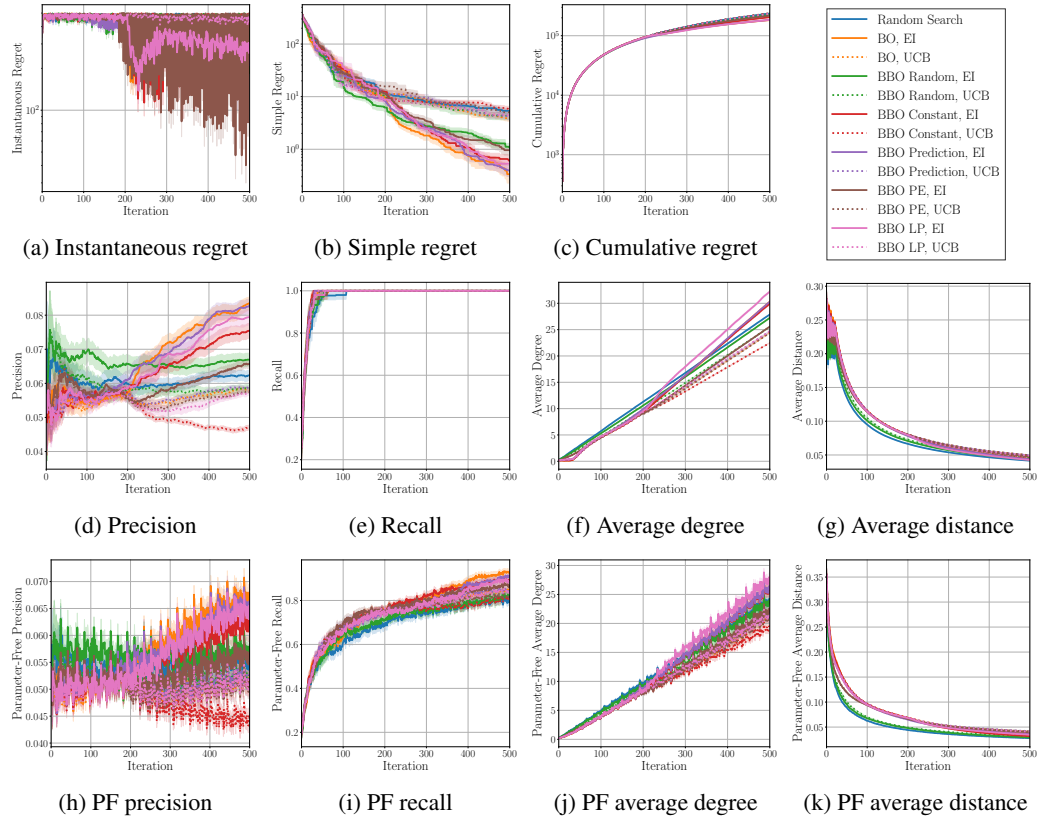 Instantaneous Regret
10²
0 100 200 300 400 500
Iteration
(a) Instantaneous regret
Simple Regret
10²
10¹
10⁰
0 100 200 300 400 500
Iteration
(b) Simple regret
Cumulative Regret
10⁵
10⁴
10³
0 100 200 300 400 500
Iteration
(c) Cumulative regret
Random Search
BO, EI
BO, UCB
BBO Random, EI
BBO Random, UCB
BBO Constant, EI
BBO Constant, UCB
BBO Prediction, EI
BBO Prediction, UCB
BBO PE, EI
BBO PE, UCB
BBO LP, EI
BBO LP, UCB
Precision
0.08
0.07
0.06
0.05
0.04
0 100 200 300 400 500
Iteration
(d) Precision
Recall
1.0
0.8
0.6
0.4
0.2
0 100 200 300 400 500
Iteration
(e) Recall
Average Degree
35
30
25
20
15
10
5
0
0 100 200 300 400 500
Iteration
(f) Average degree
Average Distance
0.30
0.25
0.20
0.15
0.10
0.05
0 100 200 300 400 500
Iteration
(g) Average distance
Parameter-Free Precision
0.070
0.065
0.060
0.055
0.050
0.045
0.040
0 100 200 300 400 500
Iteration
(h) PF precision
Parameter-Free Recall
0.8
0.6
0.4
0.2
0 100 200 300 400 500
Iteration
(i) PF recall
Parameter-Free Average Degree
30
25
20
15
10
5
0
0 100 200 300 400 500
Iteration
(j) PF average degree
Parameter-Free Average Distance
0.35
0.30
0.25
0.20
0.15
0.10
0.05
0 100 200 300 400 500
Iteration
(k) PF average distance